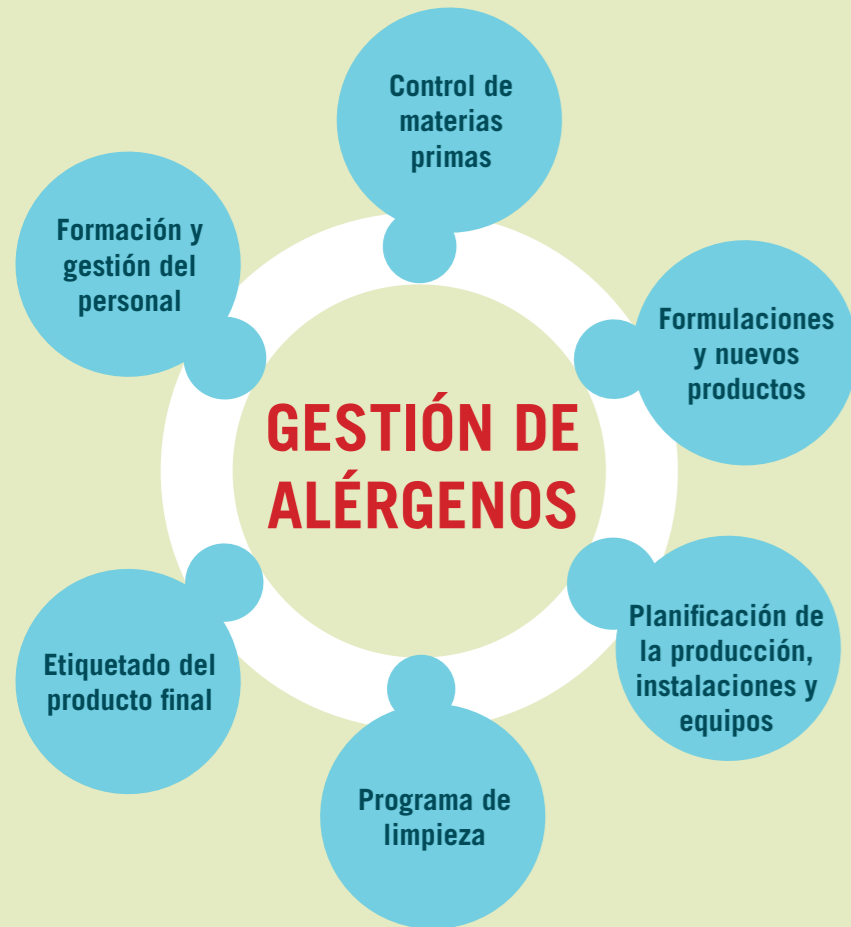 Control de
materias
primas
Formación y
gestión del
personal
Formulaciones
y nuevos
productos
GESTIÓN DE
ALÉRGENOS
Planificación de
la producción,
instalaciones y
equipos
Etiquetado del
producto final
Programa de
limpieza